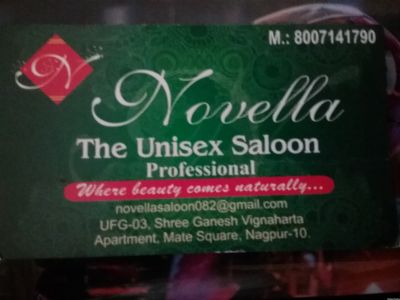 M.: 8007141790
N
Novella
The Unisex Saloon
Professional
Where beauty comes naturally...
novellasaloon082@gmail.com
UFG-03, Shree Ganesh Vignaharta
Apartment, Mate Square, Nagpur-10.